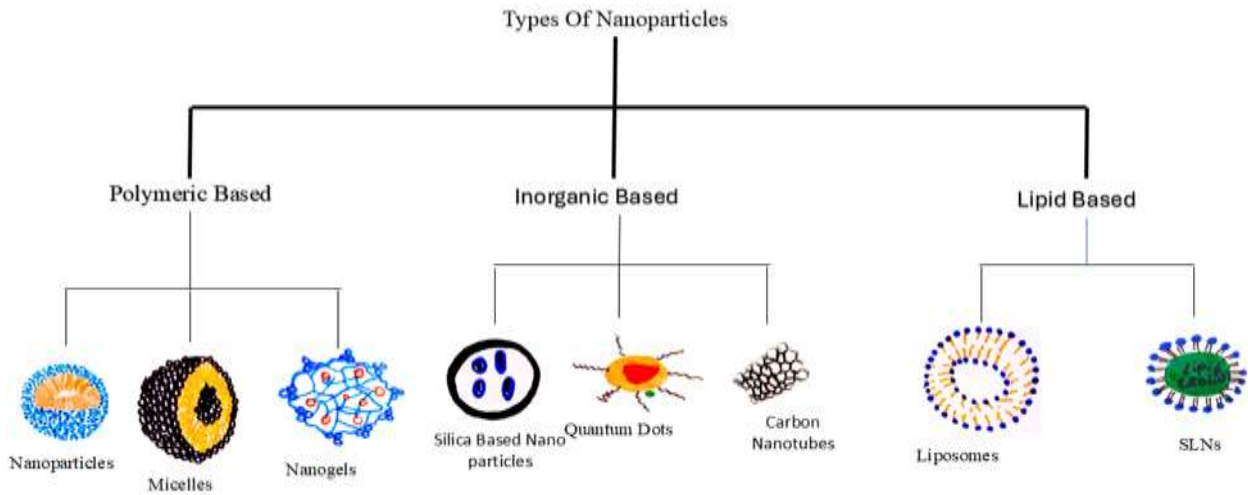 Types Of Nanoparticles
Polymeric Based
Inorganic Based
Lipid Based
Nanoparticles
Micelles
Nanogels
Silica Based Nano
particles
Quantum Dots
Carbon
Nanotubes
Liposomes
Lipid
SLNs